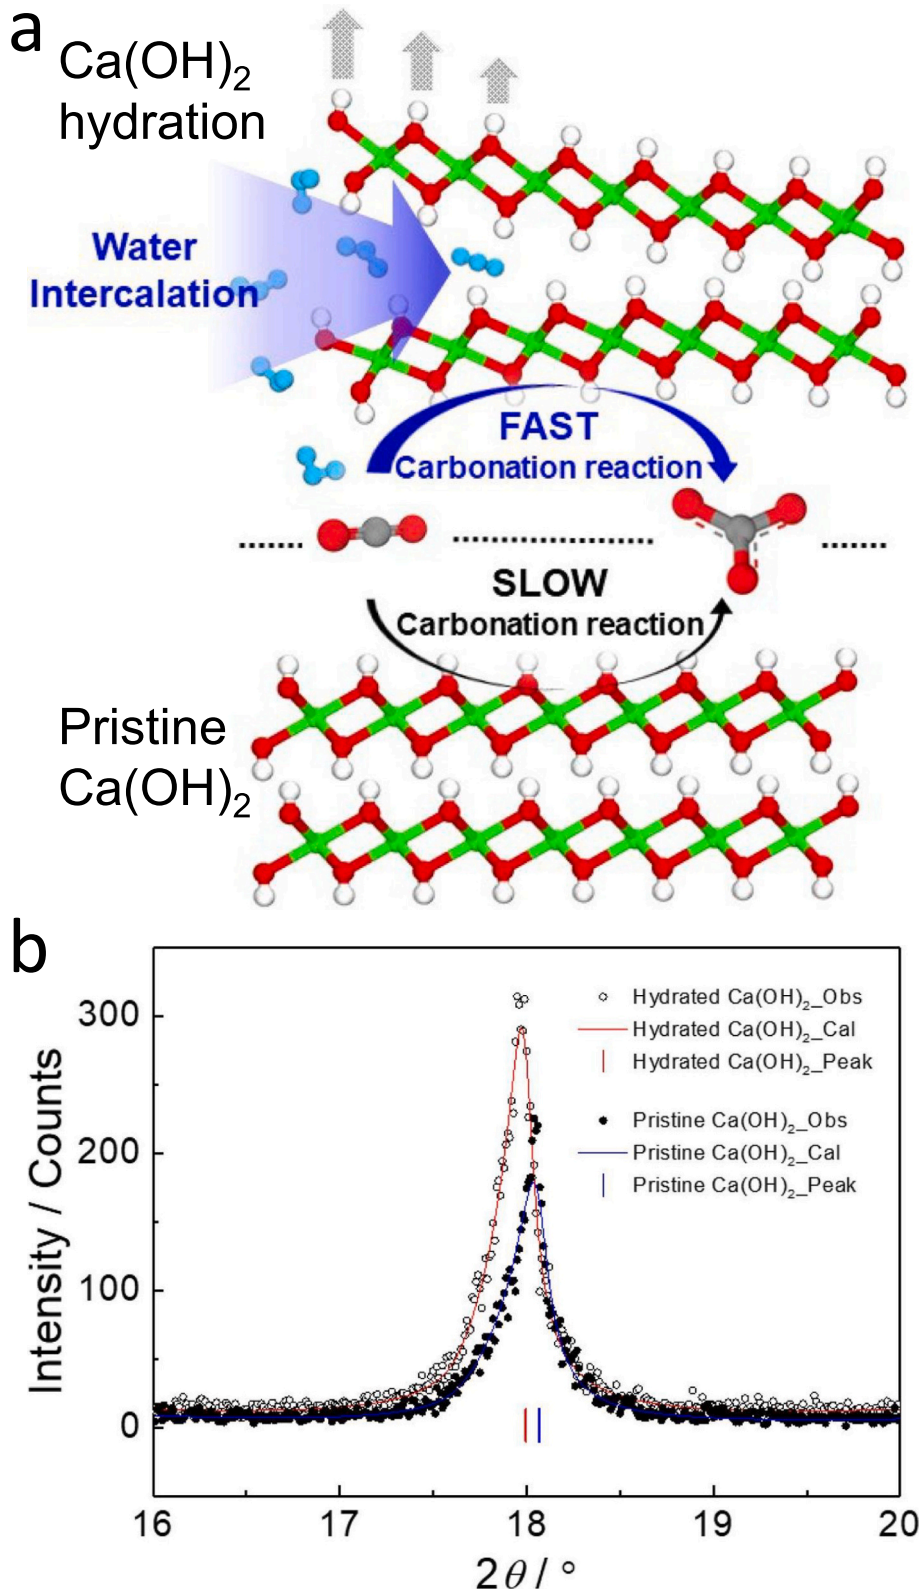 a
Ca(OH)₂
hydration
Water
Intercalation
FAST
Carbonation reaction
SLOW
Carbonation reaction
Pristine
Ca(OH)₂
b
Hydrated Ca(OH)₂_Obs
Hydrated Ca(OH)₂_Cal
Hydrated Ca(OH)₂_Peak
Pristine Ca(OH)₂_Obs
Pristine Ca(OH)₂_Cal
Pristine Ca(OH)₂_Peak
Intensity / Counts
300
200
100
0
16 17 18 19 20
2θ / °